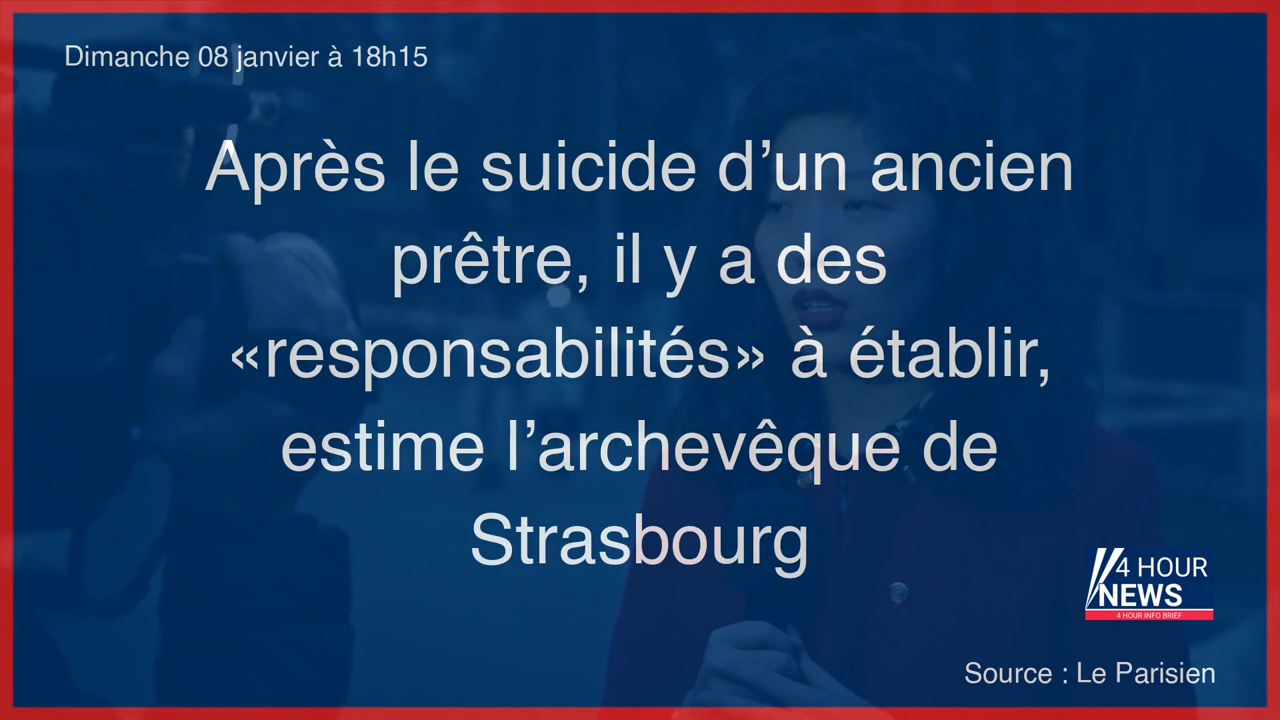 Dimanche 08 janvier à 18h15
Après le suicide d’un ancien
prêtre, il y a des
«responsabilités» à établir,
estime l’archevêque de
Strasbourg
4 HOUR
NEWS
4 HOUR INFO BRIEF
Source : Le Parisien